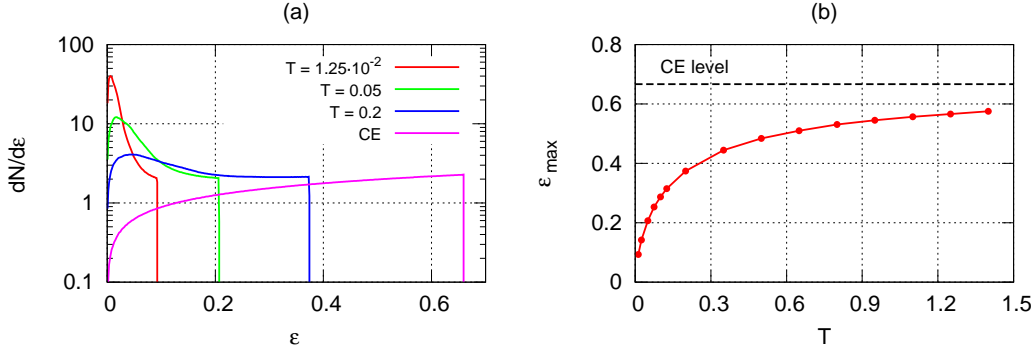 (a)
100
10
1
0.1
dN/dε
T = 1.25·10⁻²
T = 0.05
T = 0.2
CE
0 0.2 0.4 0.6
ε
(b)
0.8
0.6
0.4
0.2
0
ε_max
CE level
0 0.3 0.6 0.9 1.2 1.5
T